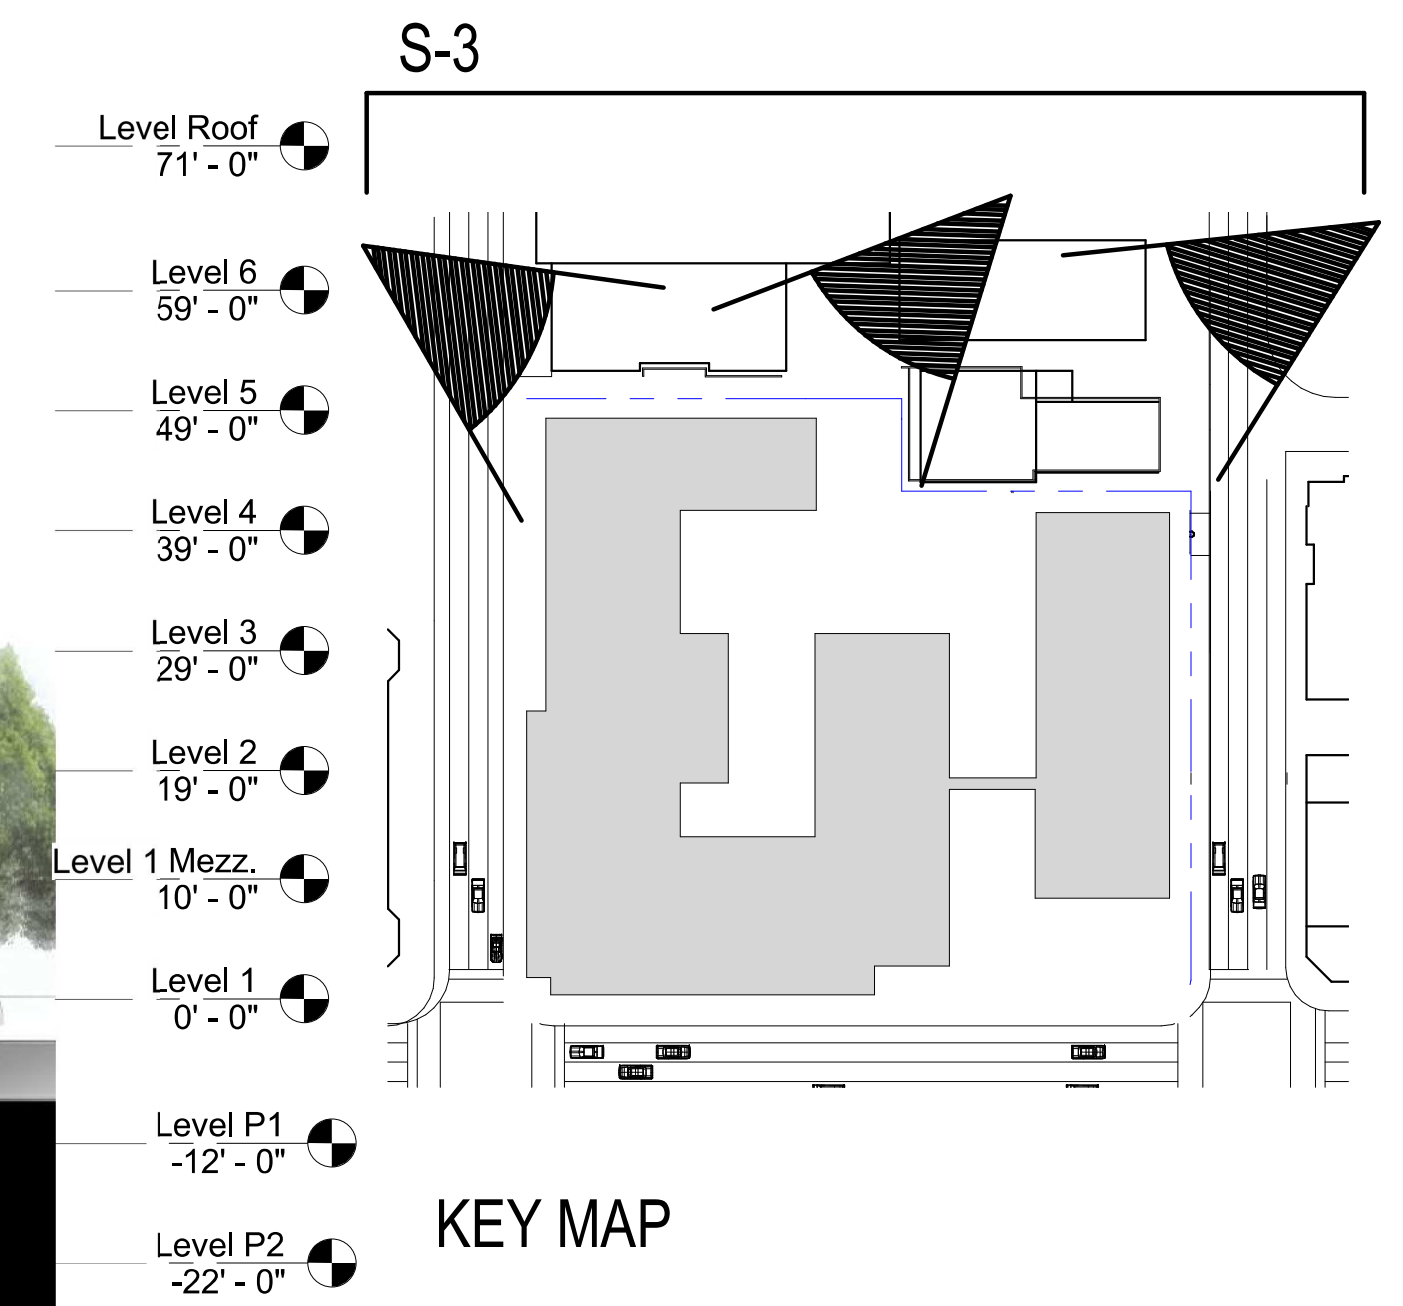 S-3
Level Roof
71' - 0"
Level 6
59' - 0"
Level 5
49' - 0"
Level 4
39' - 0"
Level 3
29' - 0"
Level 2
19' - 0"
Level 1 Mezz.
10' - 0"
Level 1
0' - 0"
Level P1
-12' - 0"
KEY MAP
Level P2
-22' - 0"